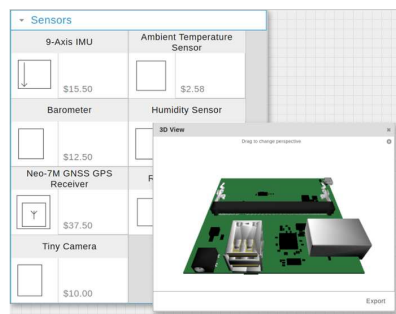 Sensors
9-Axis IMU
Ambient Temperature
Sensor
$15.50
$2.58
Barometer
Humidity Sensor
$12.50
Neo-7M GNSS GPS
Receiver
R
$37.50
Tiny Camera
$10.00
3D View
Drag to change perspective
Export